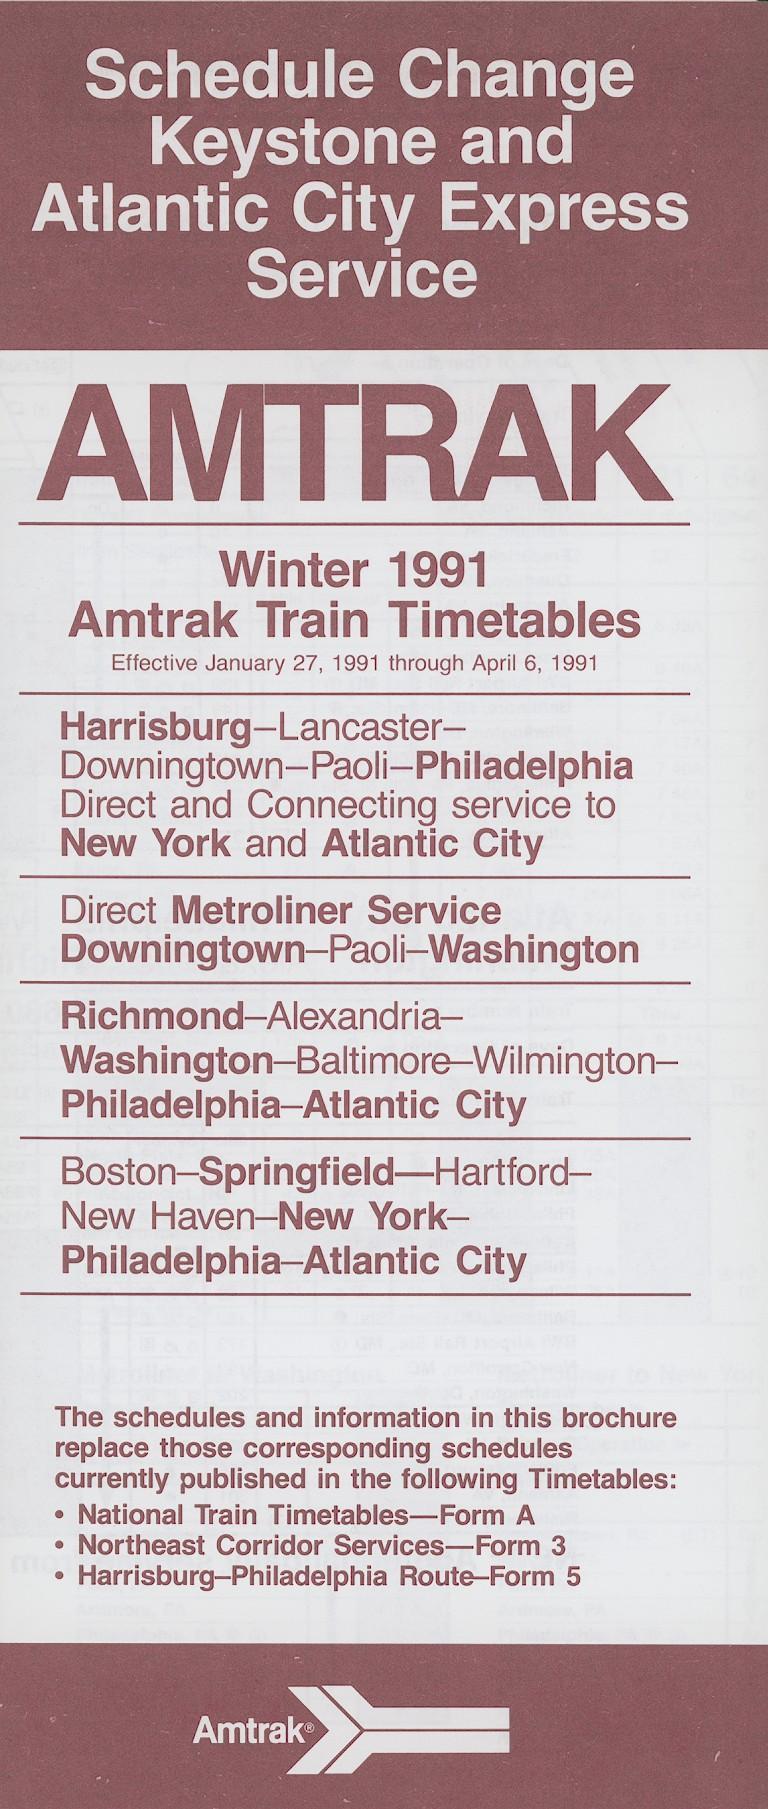 Schedule Change
Keystone and
Atlantic City Express
Service
AMTRAK
Winter 1991
Amtrak Train Timetables
Effective January 27, 1991 through April 6, 1991
Harrisburg–Lancaster–
Downingtown–Paoli–Philadelphia
Direct and Connecting service to
New York and Atlantic City
Direct Metroliner Service
Downingtown–Paoli–Washington
Richmond–Alexandria–
Washington–Baltimore–Wilmington–
Philadelphia–Atlantic City
Boston–Springfield—Hartford–
New Haven–New York–
Philadelphia–Atlantic City
The schedules and information in this brochure
replace those corresponding schedules
currently published in the following Timetables:
• National Train Timetables—Form A
• Northeast Corridor Services—Form 3
• Harrisburg–Philadelphia Route–Form 5
Amtrak®